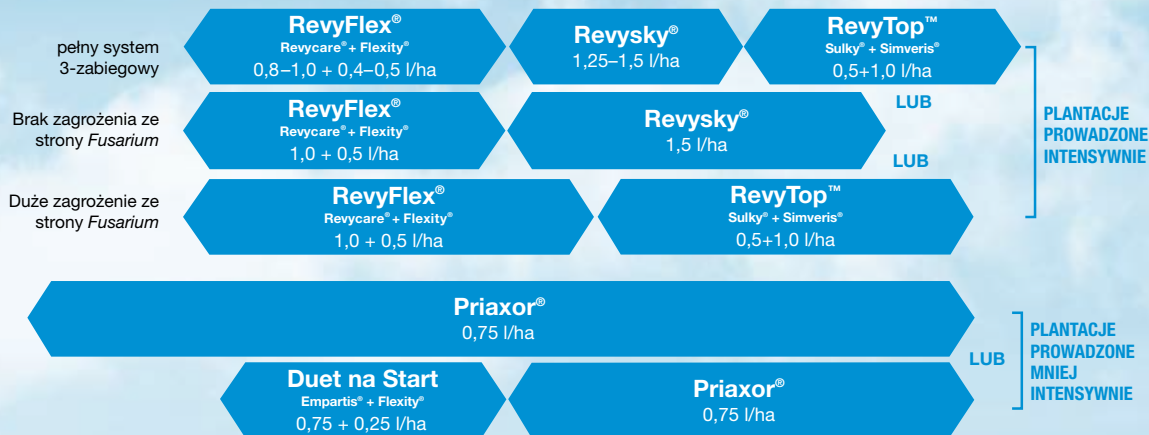 pełny system
3-zabiegowy
RevyFlex®
Revycare® + Flexity®
0,8–1,0 + 0,4–0,5 l/ha
Revysky®
1,25–1,5 l/ha
RevyTop™
Sulky® + Simveris®
0,5+1,0 l/ha
LUB
Brak zagrożenia ze
strony Fusarium
RevyFlex®
Revycare® + Flexity®
1,0 + 0,5 l/ha
Revysky®
1,5 l/ha
LUB
Duże zagrożenie ze
strony Fusarium
RevyFlex®
Revycare® + Flexity®
1,0 + 0,5 l/ha
RevyTop™
Sulky® + Simveris®
0,5+1,0 l/ha
PLANTACJE
PROWADZONE
INTENSYWNIE
Priaxor®
0,75 l/ha
LUB
Duet na Start
Empartis® + Flexity®
0,75 + 0,25 l/ha
Priaxor®
0,75 l/ha
PLANTACJE
PROWADZONE
MNIEJ
INTENSYWNIE